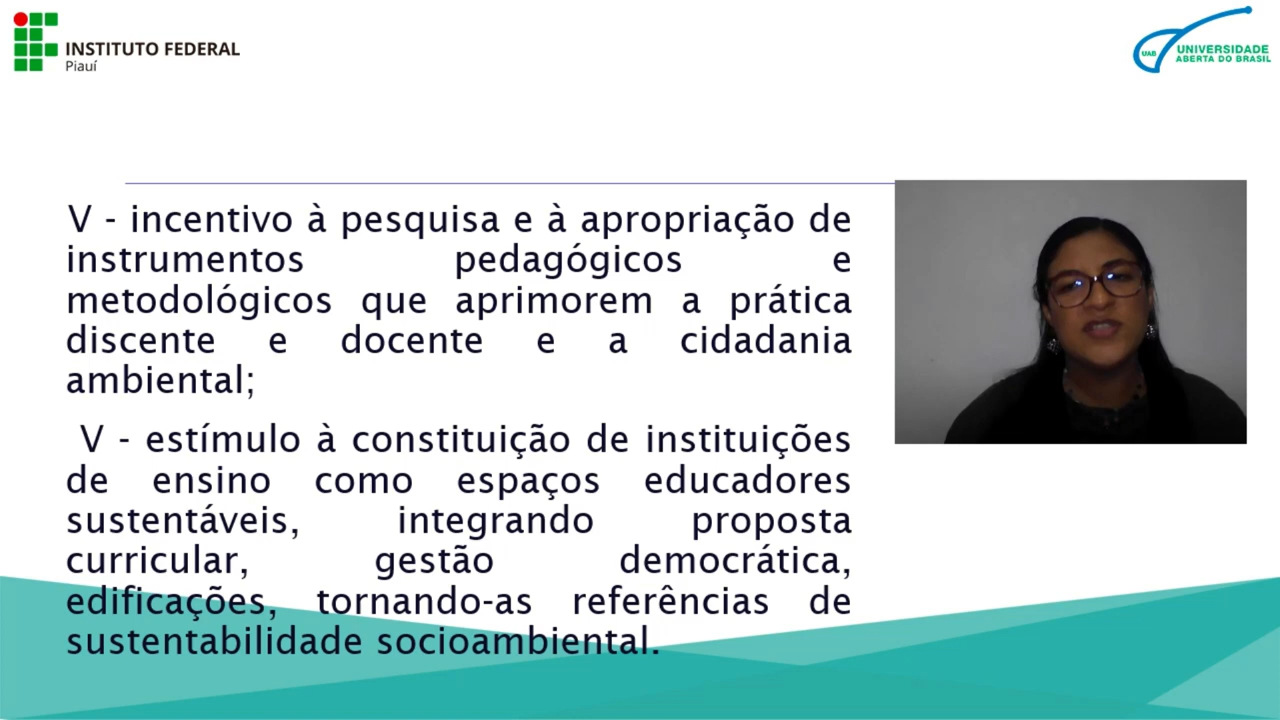 INSTITUTO FEDERAL
Piauí
UAB
UNIVERSIDADE
ABERTA DO BRASIL
V - incentivo à pesquisa e à apropriação de
instrumentos pedagógicos e
metodológicos que aprimorem a prática
discente e docente e a cidadania
ambiental;
V - estímulo à constituição de instituições
de ensino como espaços educadores
sustentáveis, integrando proposta
curricular, gestão democrática,
edificações, tornando-as referências de
sustentabilidade socioambiental.